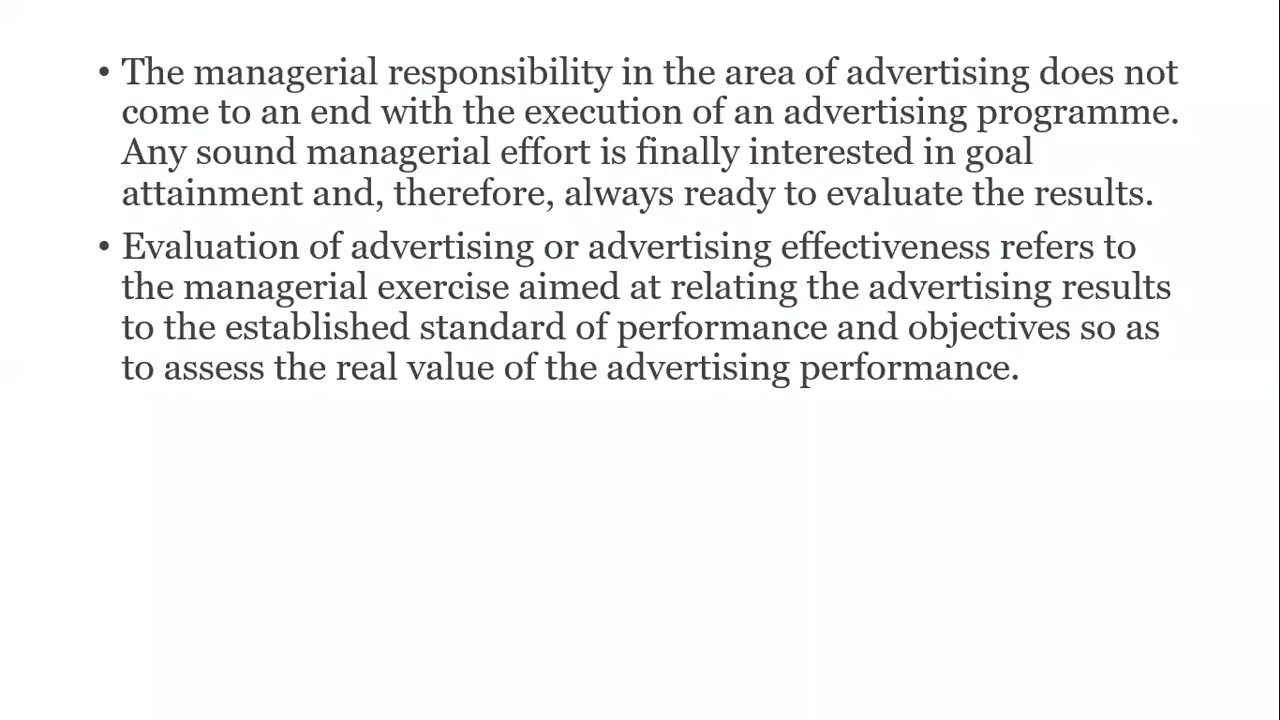 • The managerial responsibility in the area of advertising does not
come to an end with the execution of an advertising programme.
Any sound managerial effort is finally interested in goal
attainment and, therefore, always ready to evaluate the results.
• Evaluation of advertising or advertising effectiveness refers to
the managerial exercise aimed at relating the advertising results
to the established standard of performance and objectives so as
to assess the real value of the advertising performance.